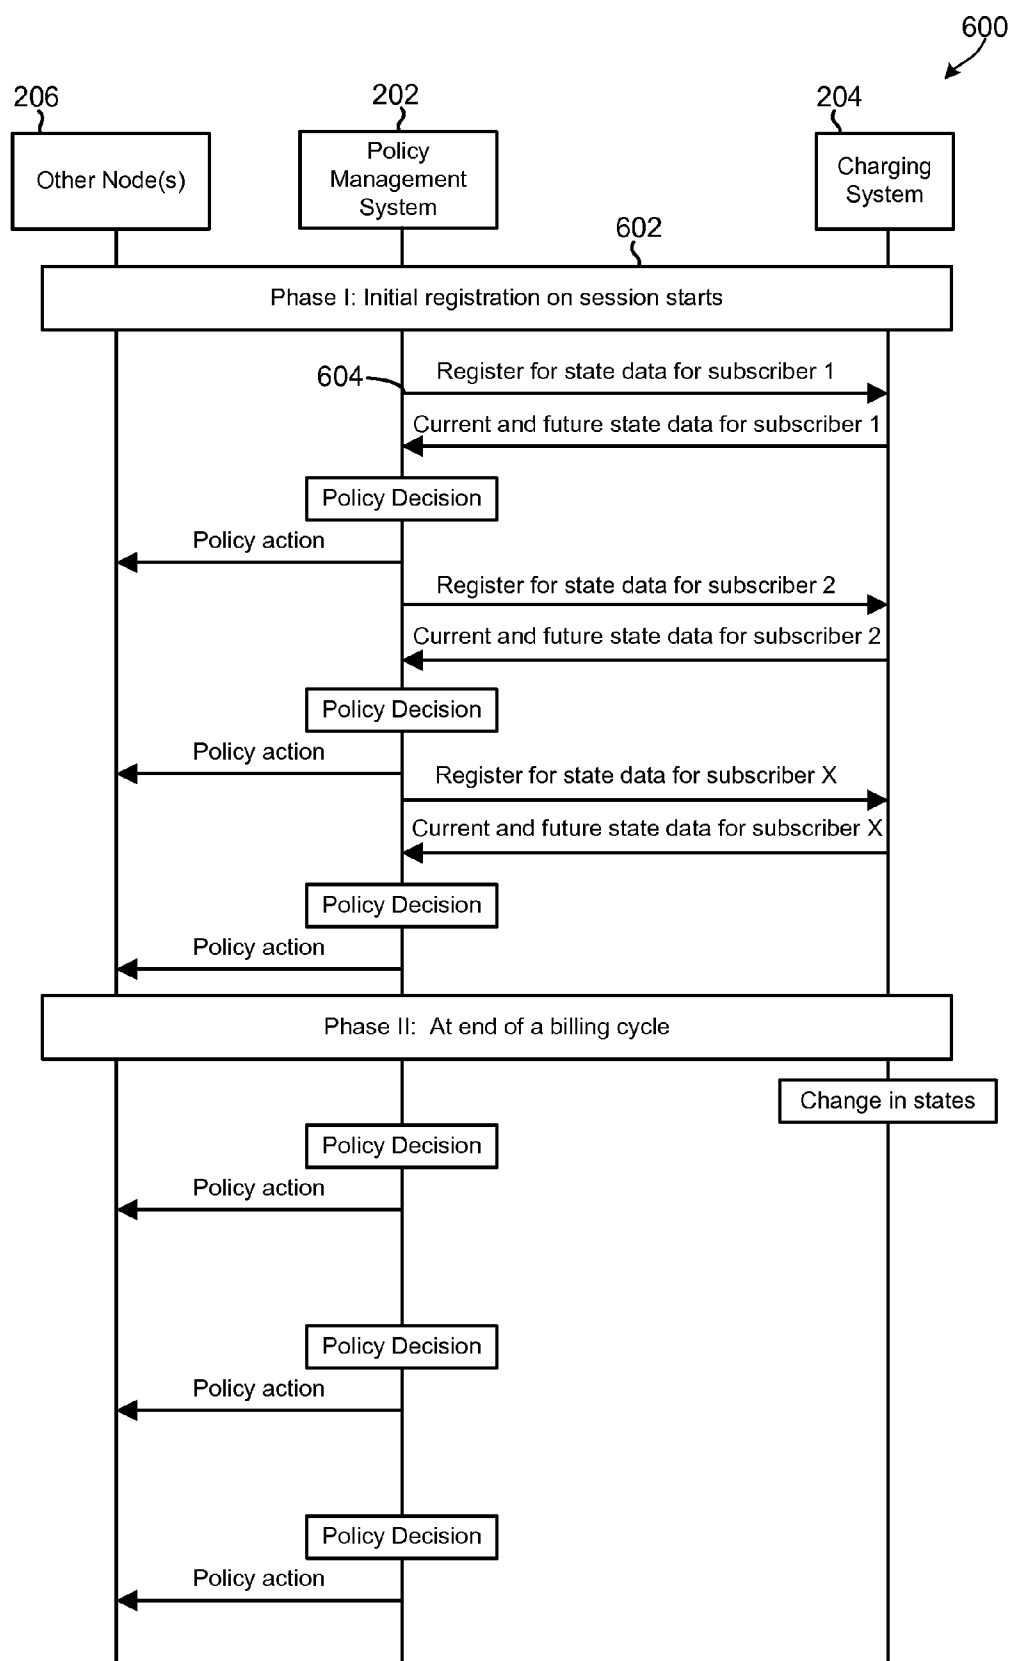 600
206
202
204
Other Node(s)
Policy
Management
System
Charging
System
602
Phase I: Initial registration on session starts
604
Register for state data for subscriber 1
Current and future state data for subscriber 1
Policy Decision
Policy action
Register for state data for subscriber 2
Current and future state data for subscriber 2
Policy Decision
Policy action
Register for state data for subscriber X
Current and future state data for subscriber X
Policy Decision
Policy action
Phase II: At end of a billing cycle
Change in states
Policy Decision
Policy action
Policy Decision
Policy action
Policy Decision
Policy action